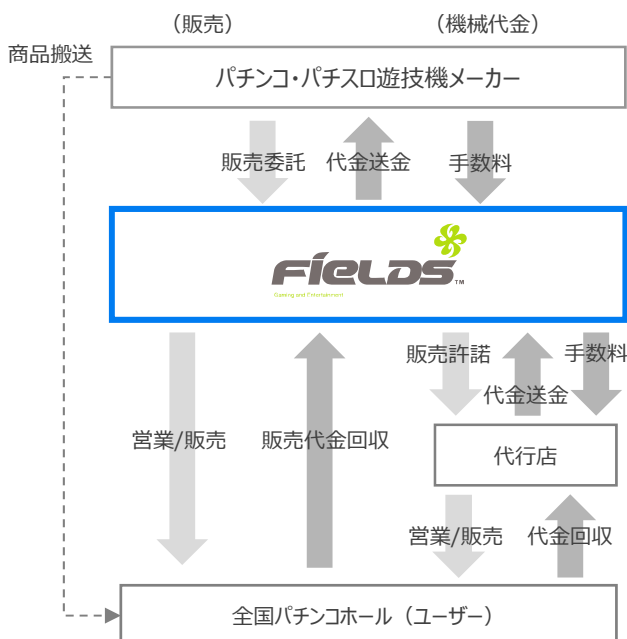 （販売）
（機械代金）
商品搬送
パチンコ・パチスロ遊技機メーカー
販売委託
代金送金
手数料
FIELDS™
Gaming and Entertainment
販売許諾
手数料
代金送金
営業/販売
販売代金回収
代行店
営業/販売
代金回収
全国パチンコホール（ユーザー）